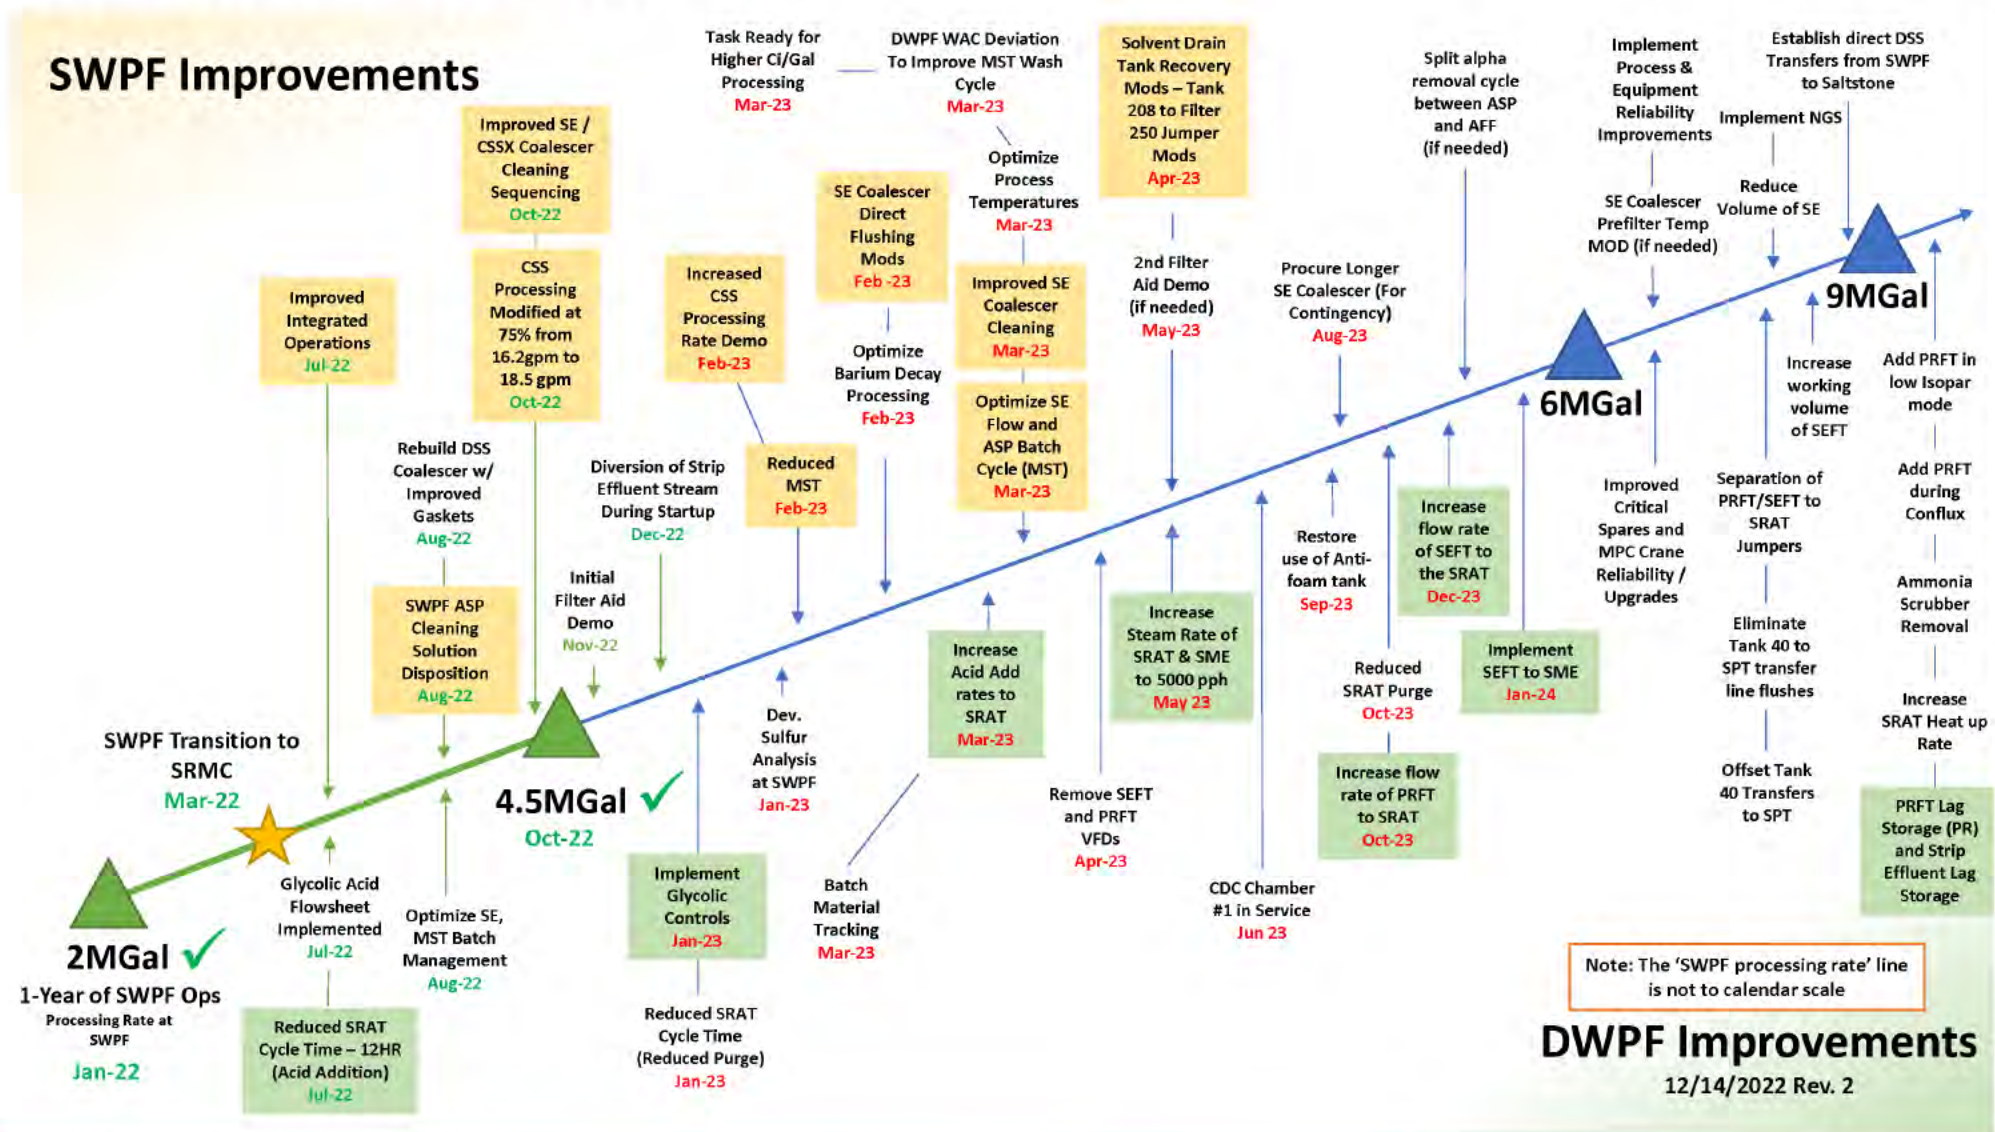 SWPF Improvements
Improved
Integrated
Operations
Jul-22
Rebuild DSS
Coalescer w/
Improved
Gaskets
Aug-22
SWPF ASP
Cleaning
Solution
Disposition
Aug-22
Improved SE /
CSSX Coalescer
Cleaning
Sequencing
Oct-22
CSS
Processing
Modified at
75% from
16.2gpm to
18.5 gpm
Oct-22
Initial
Filter Aid
Demo
Nov-22
Diversion of Strip
Effluent Stream
During Startup
Dec-22
Increased
CSS
Processing
Rate Demo
Feb-23
Reduced
MST
Feb-23
Task Ready for
Higher Ci/Gal
Processing
Mar-23
DWPF WAC Deviation
To Improve MST Wash
Cycle
Mar-23
SE Coalescer
Direct
Flushing
Mods
Feb -23
Optimize
Barium Decay
Processing
Feb-23
Optimize
Process
Temperatures
Mar-23
Improved SE
Coalescer
Cleaning
Mar-23
Optimize SE
Flow and
ASP Batch
Cycle (MST)
Mar-23
Solvent Drain
Tank Recovery
Mods – Tank
208 to Filter
250 Jumper
Mods
Apr-23
2nd Filter
Aid Demo
(if needed)
May-23
Procure Longer
SE Coalescer (For
Contingency)
Aug-23
Split alpha
removal cycle
between ASP
and AFF
(if needed)
Implement
Process &
Equipment
Reliability
Improvements
SE Coalescer
Prefilter Temp
MOD (if needed)
Implement NGS
Reduce
Volume of SE
Establish direct DSS
Transfers from SWPF
to Saltstone
SWPF Transition to
SRMC
Mar-22
2MGal
1-Year of SWPF Ops
Processing Rate at
SWPF
Jan-22
4.5MGal
Oct-22
6MGal
9MGal
Glycolic Acid
Flowsheet
Implemented
Jul-22
Reduced SRAT
Cycle Time – 12HR
(Acid Addition)
Jul-22
Optimize SE,
MST Batch
Management
Aug-22
Implement
Glycolic
Controls
Jan-23
Reduced SRAT
Cycle Time
(Reduced Purge)
Jan-23
Dev.
Sulfur
Analysis
at SWPF
Jan-23
Increase
Acid Add
rates to
SRAT
Mar-23
Batch
Material
Tracking
Mar-23
Remove SEFT
and PRFT
VFDs
Apr-23
Increase
Steam Rate of
SRAT & SME
to 5000 pph
May 23
CDC Chamber
#1 in Service
Jun 23
Restore
use of Anti-
foam tank
Sep-23
Reduced
SRAT Purge
Oct-23
Increase flow
rate of PRFT
to SRAT
Oct-23
Increase
flow rate
of SEFT to
the SRAT
Dec-23
Implement
SEFT to SME
Jan-24
Improved
Critical
Spares and
MPC Crane
Reliability /
Upgrades
Separation of
PRFT/SEFT to
SRAT
Jumpers
Eliminate
Tank 40 to
SPT transfer
line flushes
Offset Tank
40 Transfers
to SPT
Increase
working
volume
of SEFT
Add PRFT in
low Isopar
mode
Add PRFT
during
Conflux
Ammonia
Scrubber
Removal
Increase
SRAT Heat up
Rate
PRFT Lag
Storage (PR)
and Strip
Effluent Lag
Storage
Note: The ‘SWPF processing rate’ line
is not to calendar scale
DWPF Improvements
12/14/2022 Rev. 2